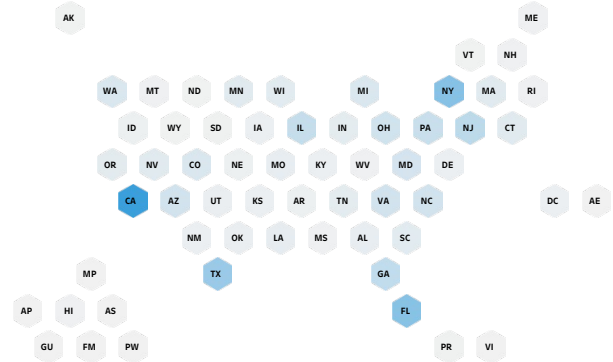 AK ME
VT NH
WA MT ND MN WI MI NY MA RI
ID WY SD IA IL IN OH PA NJ CT
OR NV CO NE MO KY WV MD DE
CA AZ UT KS AR TN VA NC DC AE
NM OK LA MS AL SC
MP TX GA
AP HI AS FL
GU FM PW PR VI